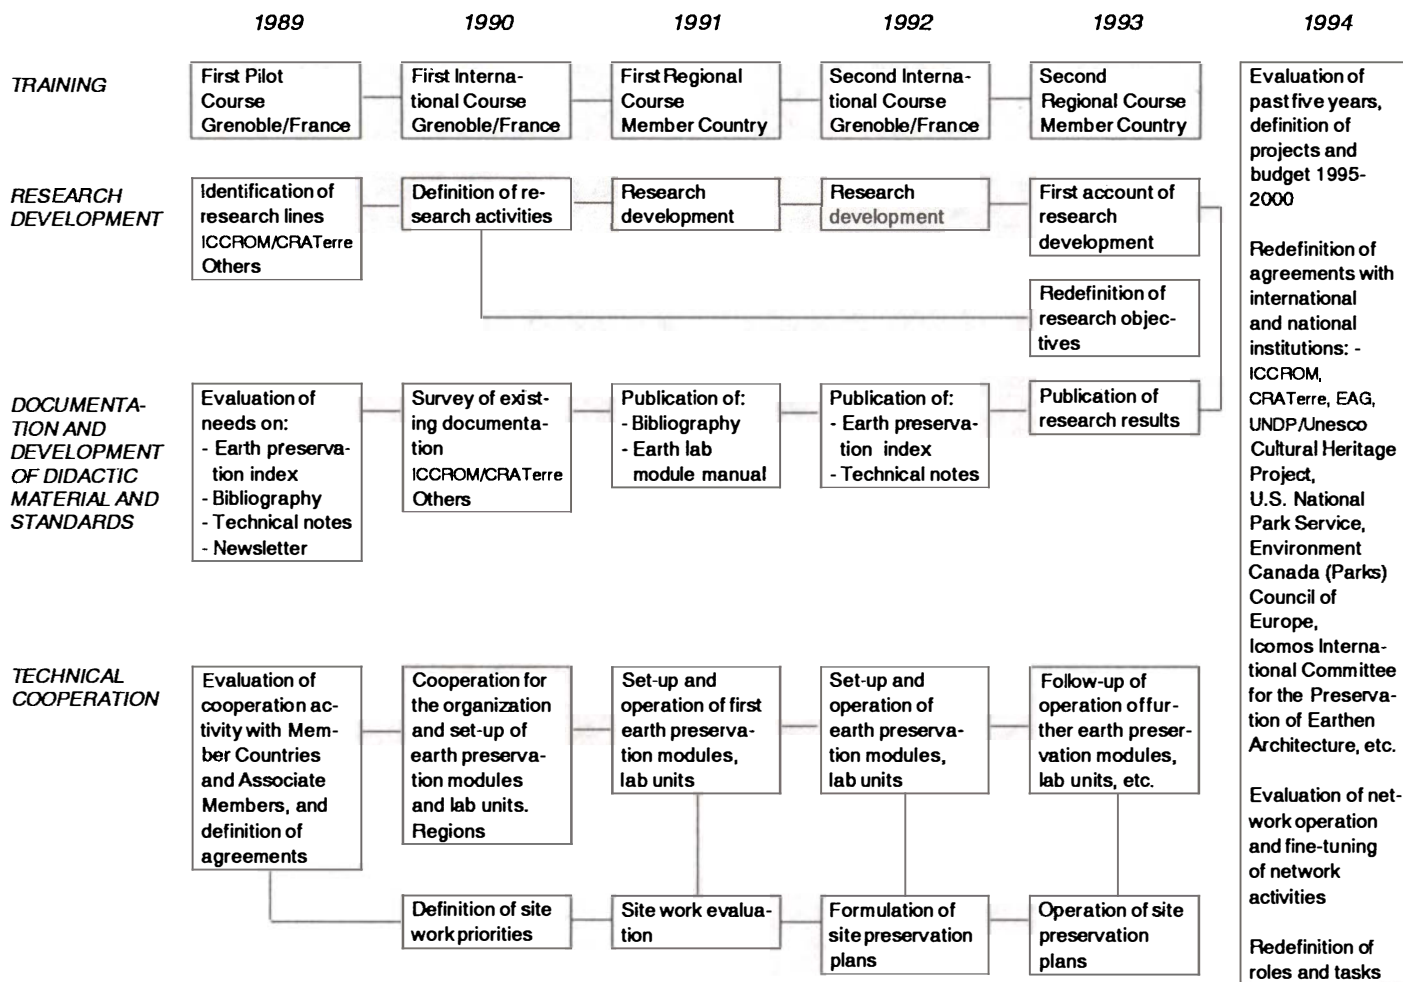 1989
1990
1991
1992
1993
1994
TRAINING
First Pilot
Course
Grenoble/France
First Interna-
tional Course
Grenoble/France
First Regional
Course
Member Country
Second Interna-
tional Course
Grenoble/France
Second
Regional Course
Member Country
RESEARCH
DEVELOPMENT
Identification of
research lines
ICCROM/CRATerre
Others
Definition of re-
search activities
Research
development
Research
development
First account of
research
development
Redefinition of
research objec-
tives
DOCUMENTA-
TION AND
DEVELOPMENT
OF DIDACTIC
MATERIAL AND
STANDARDS
Evaluation of
needs on:
- Earth preserva-
tion index
- Bibliography
- Technical notes
- Newsletter
Survey of exist-
ing documenta-
tion
ICCROM/CRATerre
Others
Publication of:
- Bibliography
- Earth lab
module manual
Publication of:
- Earth preserva-
tion index
- Technical notes
Publication of
research results
TECHNICAL
COOPERATION
Evaluation of
cooperation ac-
tivity with Mem-
ber Countries
and Associate
Members, and
definition of
agreements
Cooperation for
the organization
and set-up of
earth preserva-
tion modules
and lab units.
Regions
Set-up and
operation of first
earth preserva-
tion modules,
lab units
Set-up and
operation of
earth preserva-
tion modules,
lab units
Follow-up of
operation of fur-
ther earth preser-
vation modules,
lab units, etc.
Definition of site
work priorities
Site work evalua-
tion
Formulation of
site preservation
plans
Operation of site
preservation
plans
Evaluation of
past five years,
definition of
projects and
budget 1995-
2000
Redefinition of
agreements with
international
and national
institutions: -
ICCROM,
CRATerre, EAG,
UNDP/Unesco
Cultural Heritage
Project,
U.S. National
Park Service,
Environment
Canada (Parks)
Council of
Europe,
Icomos Interna-
tional Committee
for the Preserva-
tion of Earthen
Architecture, etc.
Evaluation of net-
work operation
and fine-tuning
of network
activities
Redefinition of
roles and tasks